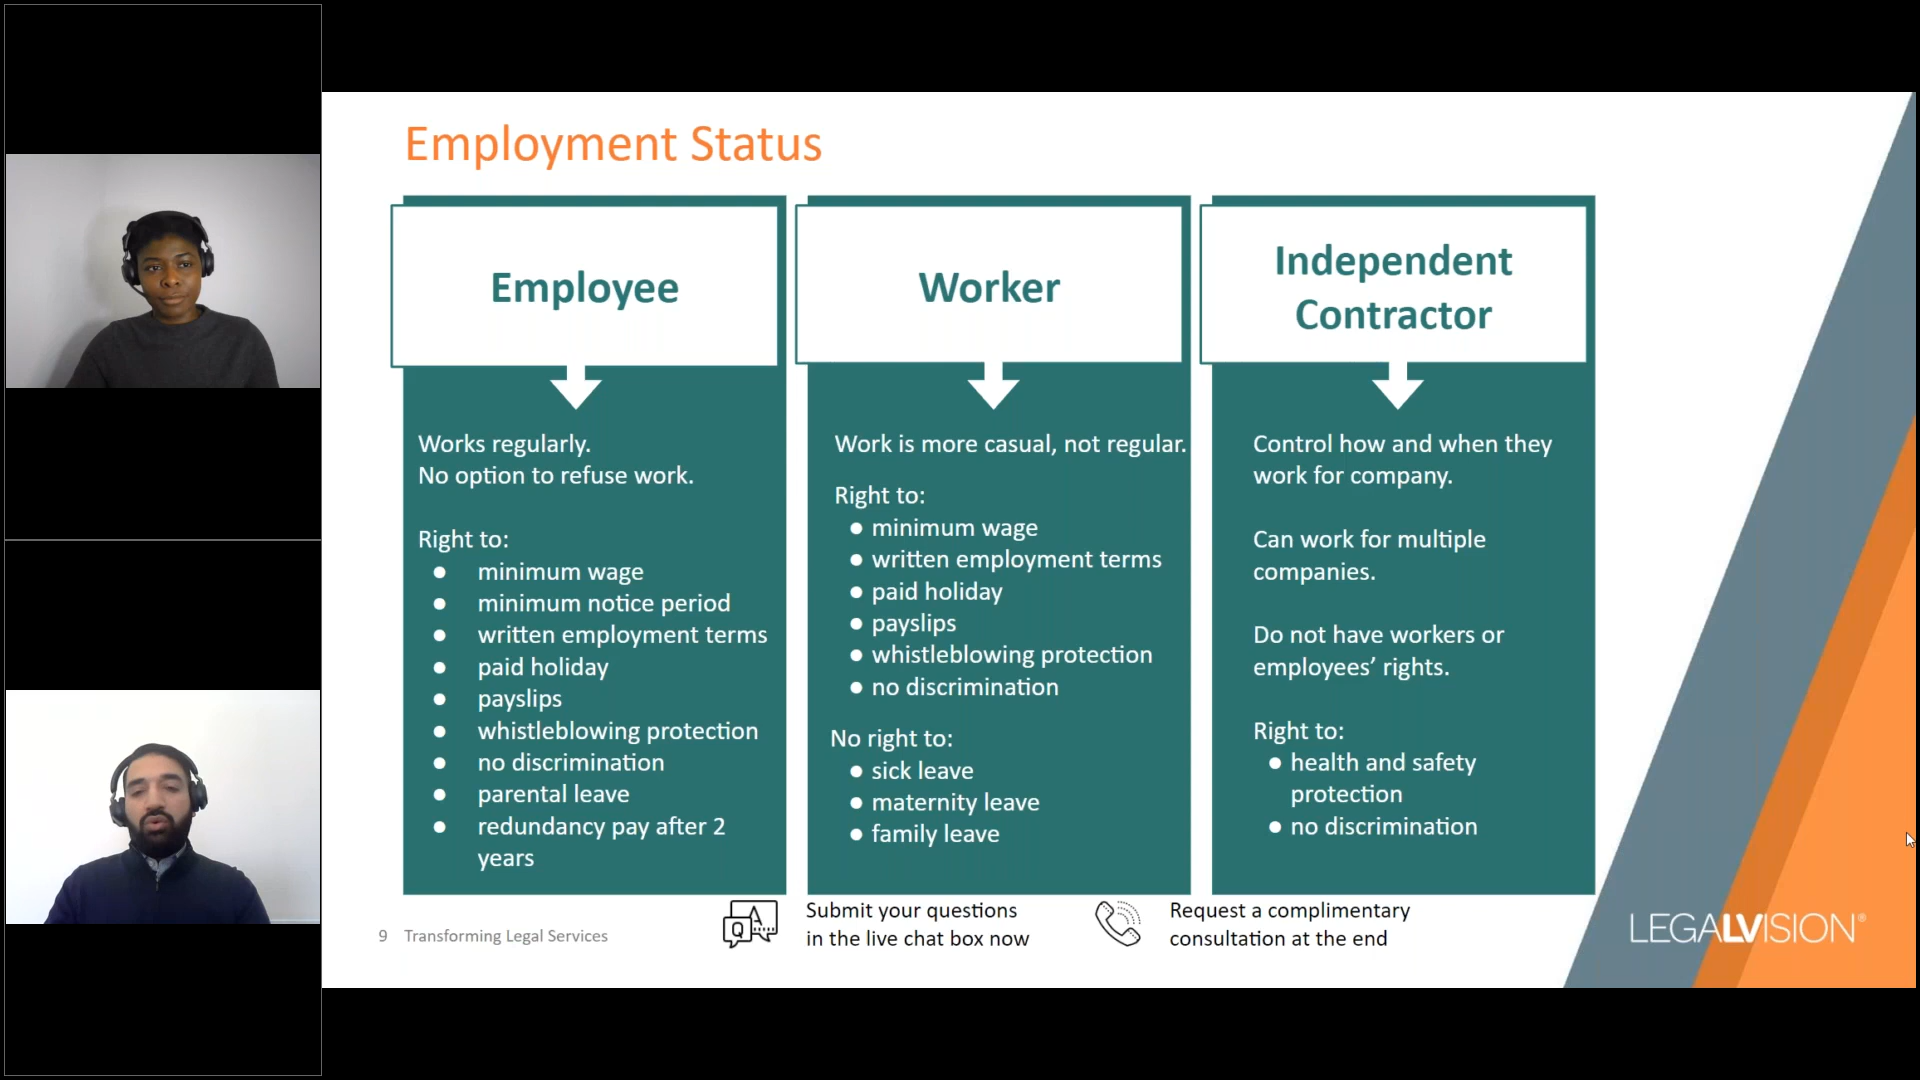 Employment Status
Employee
Works regularly.
No option to refuse work.
Right to:
● minimum wage
● minimum notice period
● written employment terms
● paid holiday
● payslips
● whistleblowing protection
● no discrimination
● parental leave
● redundancy pay after 2
years
Worker
Work is more casual, not regular.
Right to:
● minimum wage
● written employment terms
● paid holiday
● payslips
● whistleblowing protection
● no discrimination
No right to:
● sick leave
● maternity leave
● family leave
Independent
Contractor
Control how and when they
work for company.
Can work for multiple
companies.
Do not have workers or
employees’ rights.
Right to:
● health and safety
protection
● no discrimination
9 Transforming Legal Services
Q A
Submit your questions
in the live chat box now
Request a complimentary
consultation at the end
LEGALVISION®